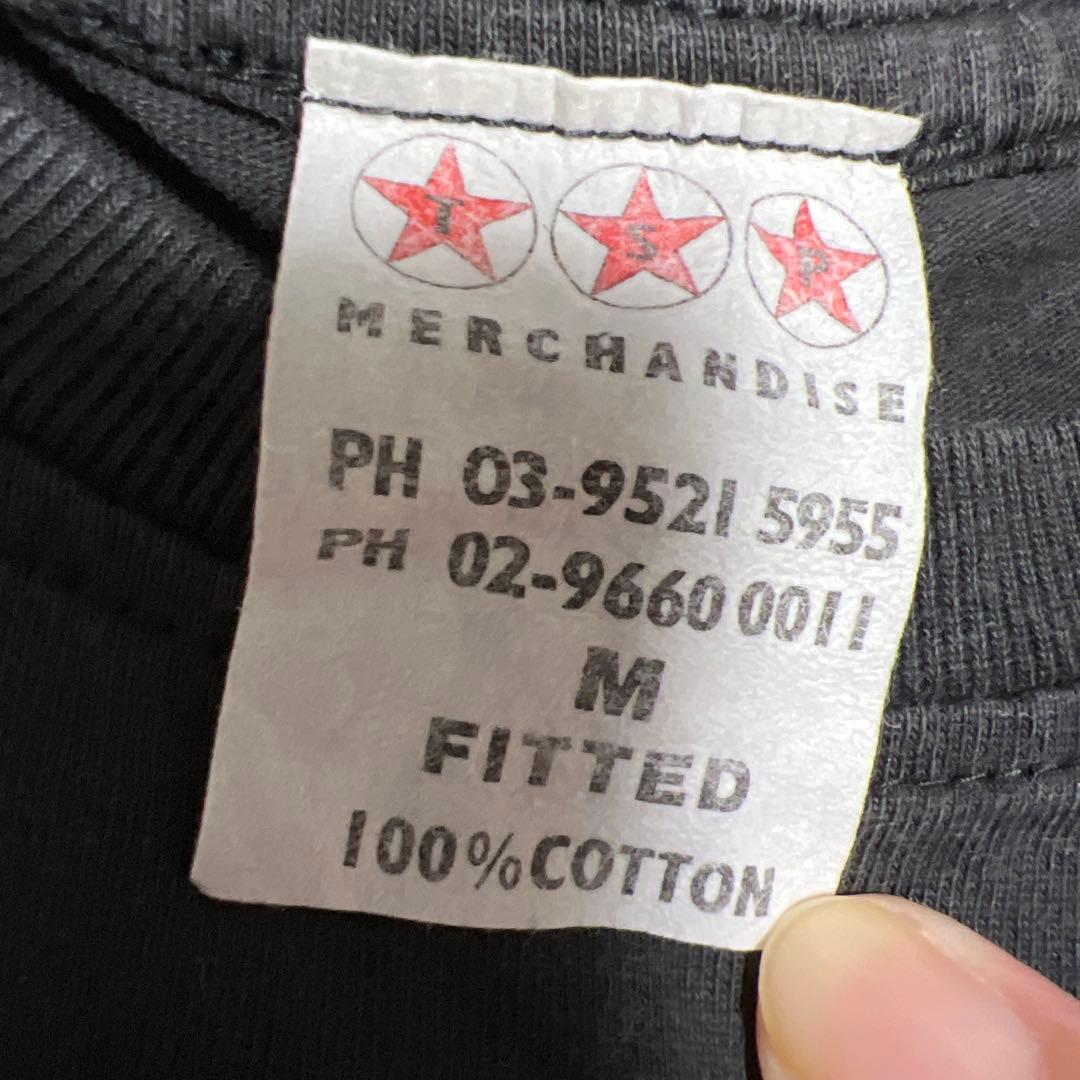 T S P
MERCHANDISE
PH 03-9521 5955
PH 02-9660 0011
M
FITTED
100%COTTON